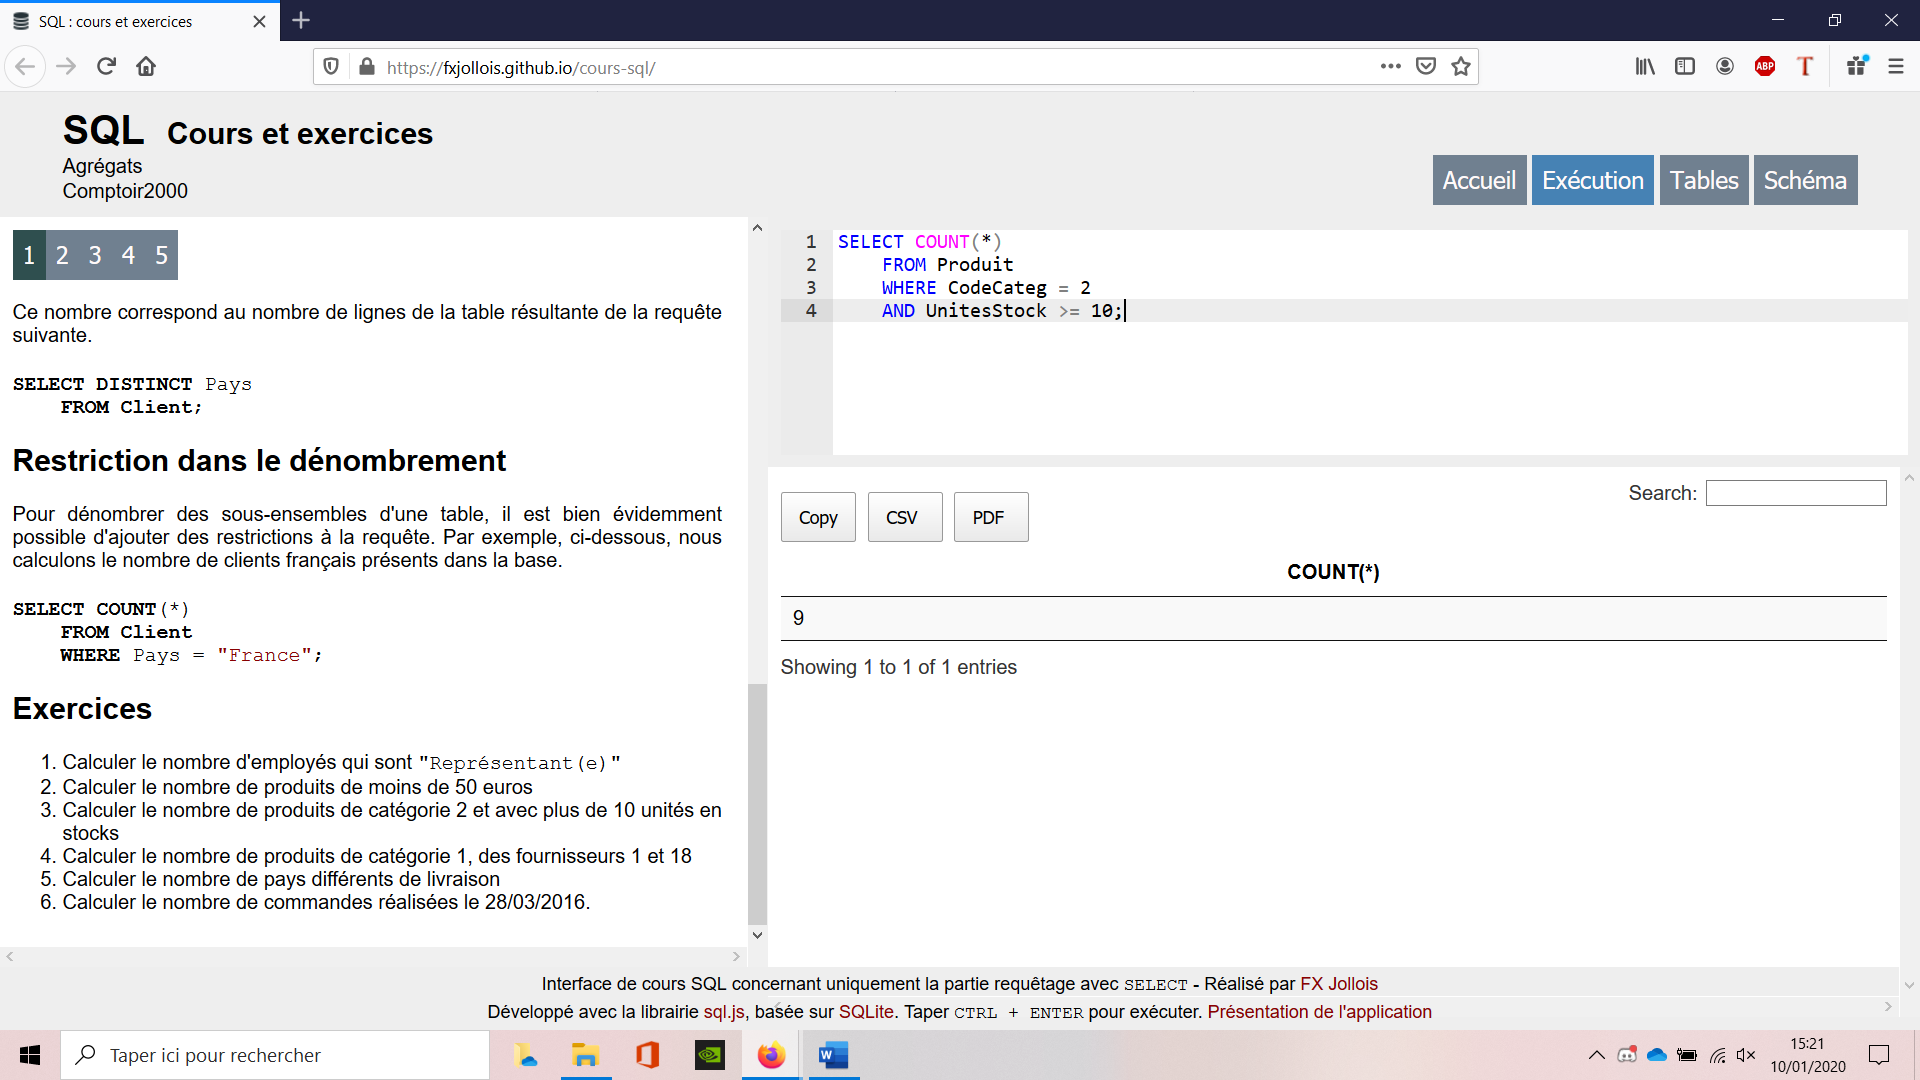 SQL : cours et exercices
https://fxjollois.github.io/cours-sql/
ABP
T
SQL Cours et exercices
Agrégats
Comptoir2000
Accueil Exécution Tables Schéma
1 2 3 4 5
Ce nombre correspond au nombre de lignes de la table résultante de la requête
suivante.
SELECT DISTINCT Pays
FROM Client;
Restriction dans le dénombrement
Pour dénombrer des sous-ensembles d'une table, il est bien évidemment
possible d'ajouter des restrictions à la requête. Par exemple, ci-dessous, nous
calculons le nombre de clients français présents dans la base.
SELECT COUNT(*)
FROM Client
WHERE Pays = "France";
Exercices
1. Calculer le nombre d'employés qui sont "Représentant(e)"
2. Calculer le nombre de produits de moins de 50 euros
3. Calculer le nombre de produits de catégorie 2 et avec plus de 10 unités en
stocks
4. Calculer le nombre de produits de catégorie 1, des fournisseurs 1 et 18
5. Calculer le nombre de pays différents de livraison
6. Calculer le nombre de commandes réalisées le 28/03/2016.
1 SELECT COUNT(*)
2 FROM Produit
3 WHERE CodeCateg = 2
4 AND UnitesStock >= 10;
Search:
Copy CSV PDF
COUNT(*)
9
Showing 1 to 1 of 1 entries
Interface de cours SQL concernant uniquement la partie requêtage avec SELECT - Réalisé par FX Jollois
Développé avec la librairie sql.js, basée sur SQLite. Taper CTRL + ENTER pour exécuter. Présentation de l'application
Taper ici pour rechercher
W
15:21
10/01/2020